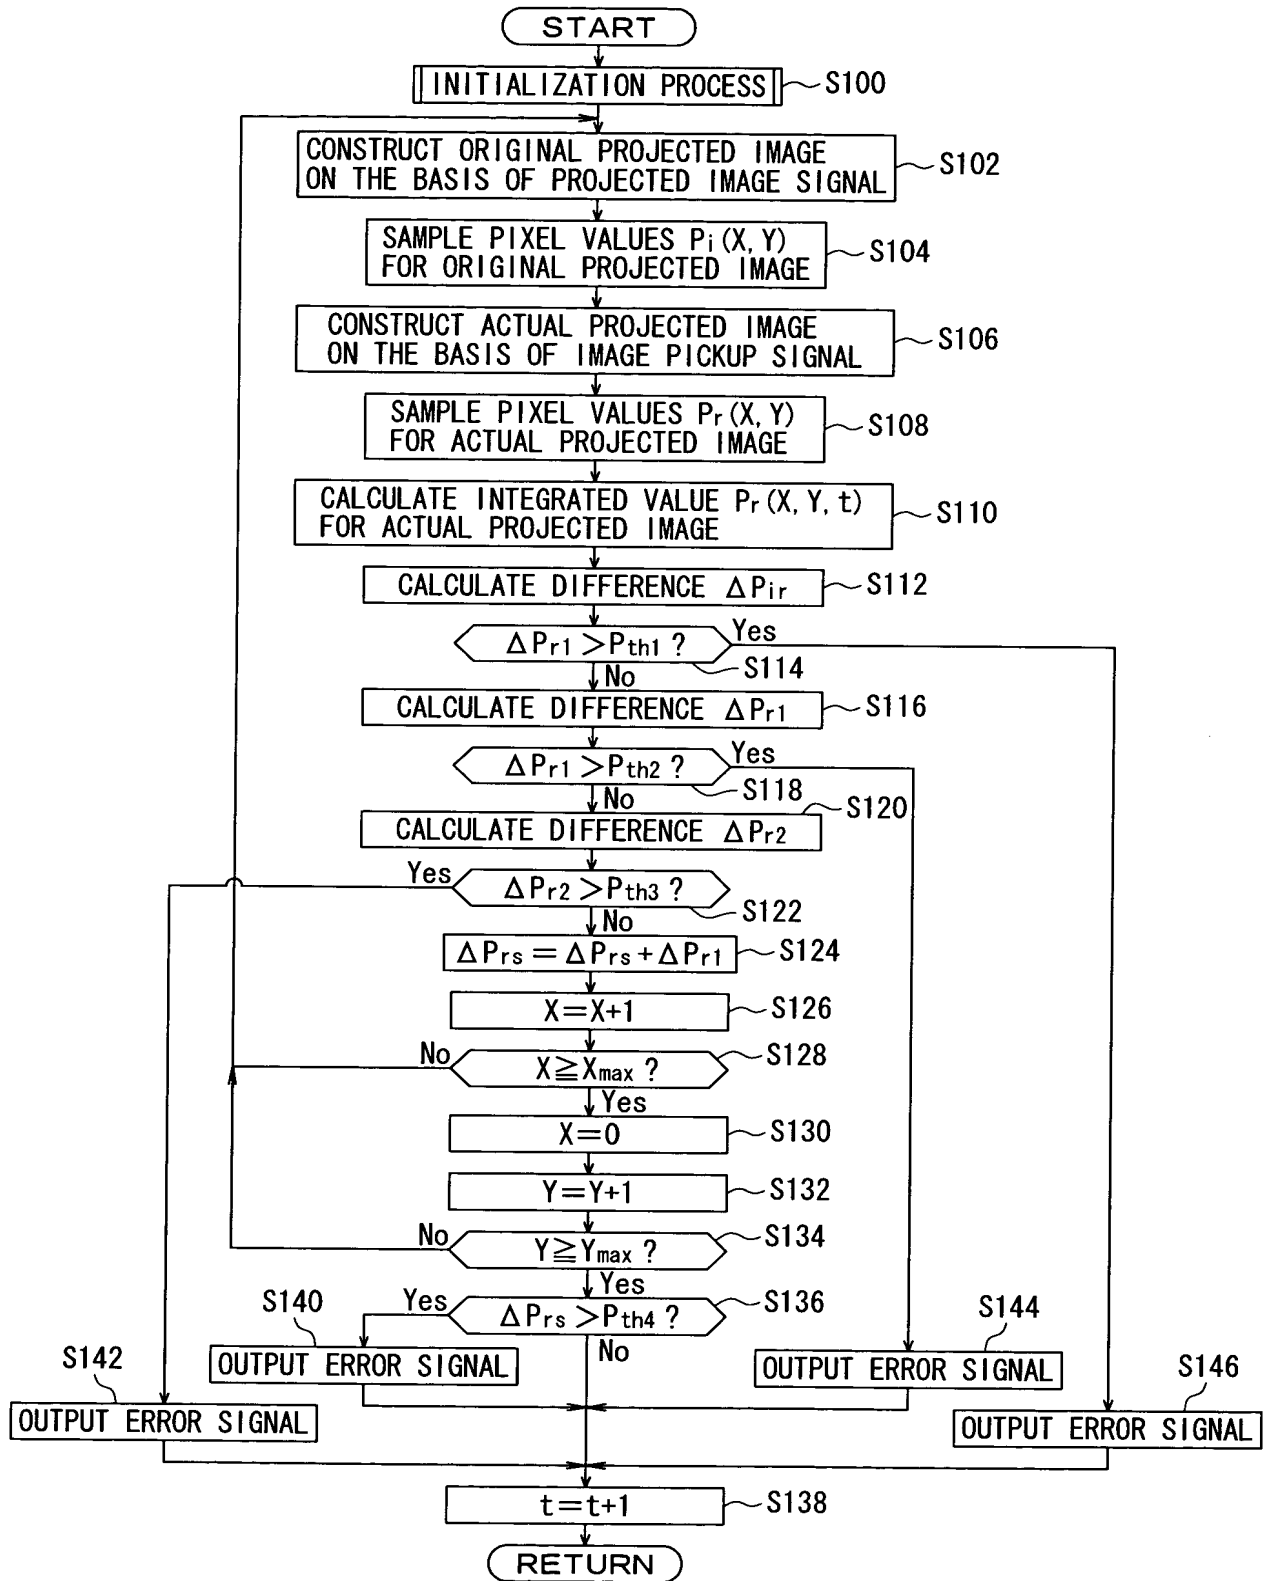 START
INITIALIZATION PROCESS
S100
CONSTRUCT ORIGINAL PROJECTED IMAGE
ON THE BASIS OF PROJECTED IMAGE SIGNAL
S102
SAMPLE PIXEL VALUES Pi(X, Y)
FOR ORIGINAL PROJECTED IMAGE
S104
CONSTRUCT ACTUAL PROJECTED IMAGE
ON THE BASIS OF IMAGE PICKUP SIGNAL
S106
SAMPLE PIXEL VALUES Pr(X, Y)
FOR ACTUAL PROJECTED IMAGE
S108
CALCULATE INTEGRATED VALUE Pr(X, Y, t)
FOR ACTUAL PROJECTED IMAGE
S110
CALCULATE DIFFERENCE ΔPir
S112
ΔPr1 > Pth1 ?
Yes
S114
No
CALCULATE DIFFERENCE ΔPr1
S116
ΔPr1 > Pth2 ?
Yes
S118
No
S120
CALCULATE DIFFERENCE ΔPr2
Yes
ΔPr2 > Pth3 ?
S122
No
ΔPrs = ΔPrs + ΔPr1
S124
X=X+1
S126
No
X≧Xmax ?
S128
Yes
X=0
S130
Y=Y+1
S132
No
Y≧Ymax ?
S134
Yes
S140
Yes
ΔPrs > Pth4 ?
S136
No
S144
S142
OUTPUT ERROR SIGNAL
OUTPUT ERROR SIGNAL
S146
OUTPUT ERROR SIGNAL
OUTPUT ERROR SIGNAL
t=t+1
S138
RETURN